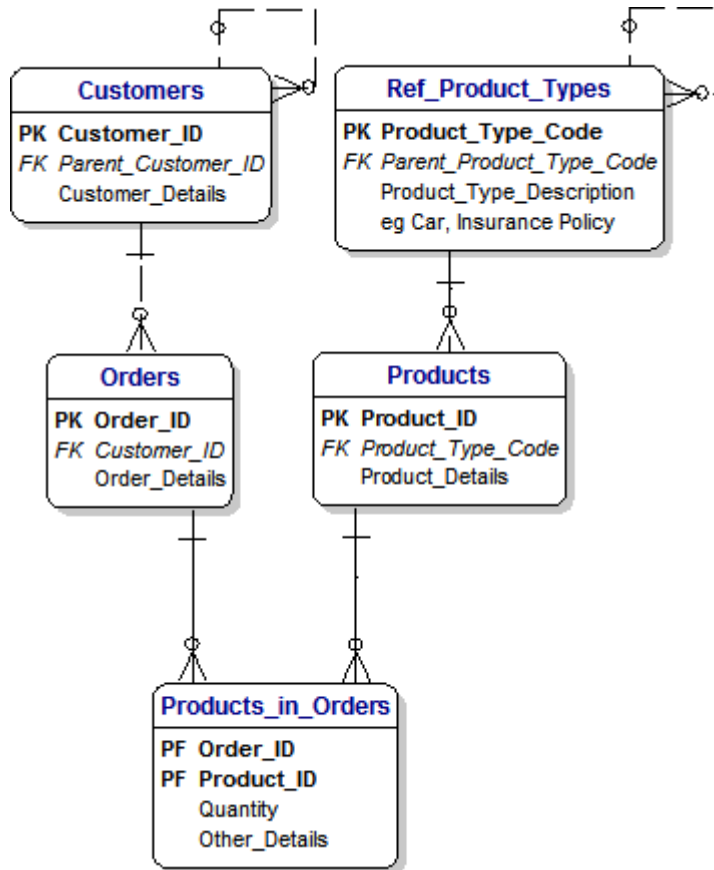 Customers
PK Customer_ID
FK Parent_Customer_ID
Customer_Details
Ref_Product_Types
PK Product_Type_Code
FK Parent_Product_Type_Code
Product_Type_Description
eg Car, Insurance Policy
Orders
PK Order_ID
FK Customer_ID
Order_Details
Products
PK Product_ID
FK Product_Type_Code
Product_Details
Products_in_Orders
PF Order_ID
PF Product_ID
Quantity
Other_Details